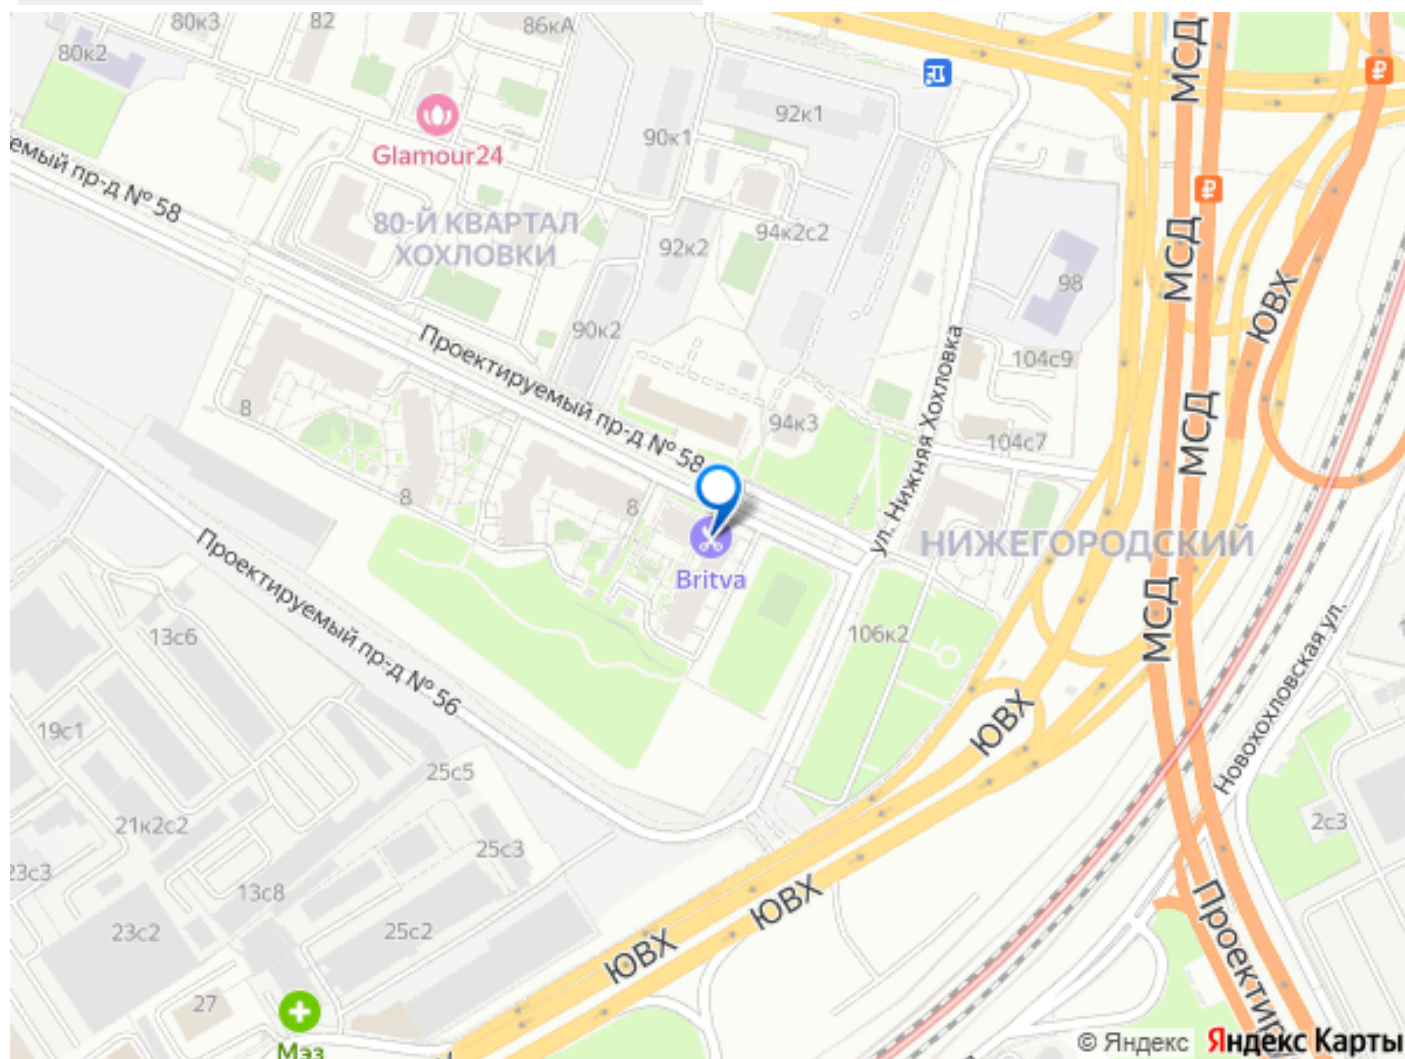 80к3
82
86кА
80к2
92к1
90к1
Glamour24
емый пр-д № 58
80-Й КВАРТАЛ
ХОХЛОВКИ
94к2с2
92к2
98
МСД
МСД
ЮВХ
90к2
Проектируемый пр-д № 58
104с9
8
94к3
104с7
ул. Нижняя Хохловка
МСД
8
8
НИЖЕГОРОДСКИЙ
Britva
Проектируемый пр-д № 56
13с6
106к2
МСД
Новохохловская ул.
19с1
ЮВХ
25с5
21к2с2
2с3
25с3
23с3
13с8
23с2
25с2
ЮВХ
ЮВХ
Проектир
27
Мэз
© Яндекс Яндекс Карты